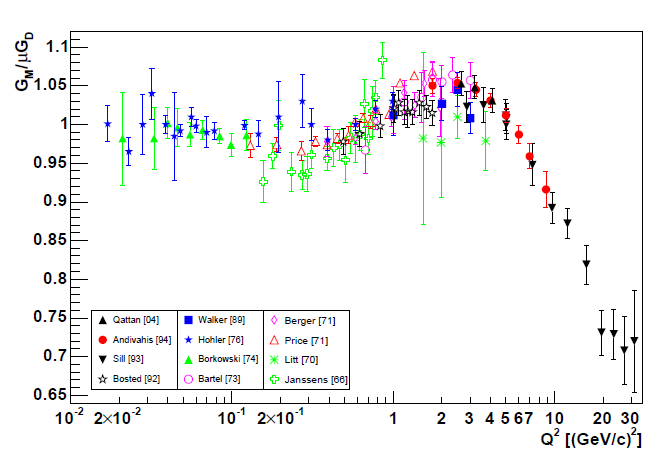 G_M/μG_D
1.1
1.05
1
0.95
0.9
0.85
0.8
0.75
0.7
0.65
Qattan [04]
Walker [89]
Berger [71]
Andivahis [94]
Hohler [76]
Price [71]
Sill [93]
Borkowski [74]
Litt [70]
Bosted [92]
Bartel [73]
Janssens [66]
10⁻² 2×10⁻² 10⁻¹ 2×10⁻¹ 1 2 3 4 5 6 7 10 20 30
Q² [(GeV/c)²]